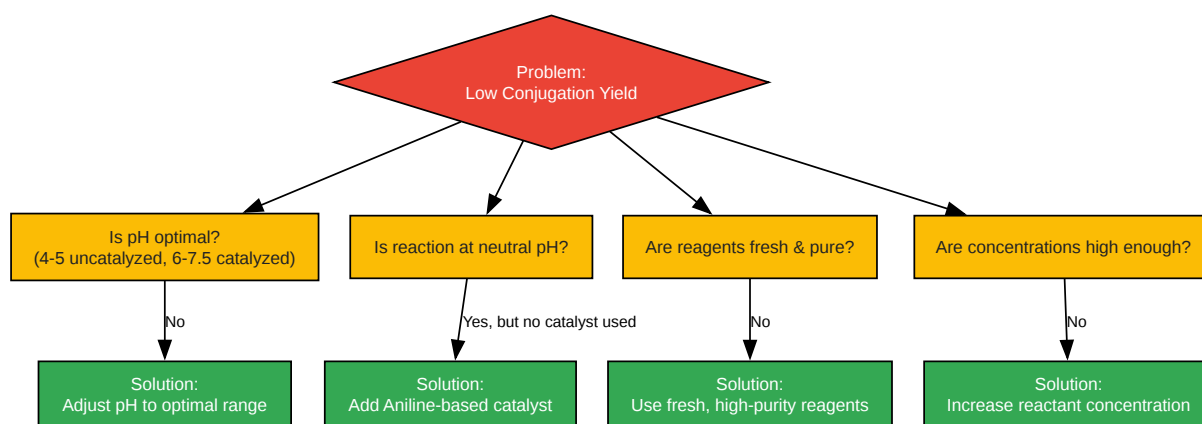 Problem:
Low Conjugation Yield
Is pH optimal?
(4-5 uncatalyzed, 6-7.5 catalyzed)
Is reaction at neutral pH?
Are reagents fresh & pure?
Are concentrations high enough?
No
Yes, but no catalyst used
No
No
Solution:
Adjust pH to optimal range
Solution:
Add Aniline-based catalyst
Solution:
Use fresh, high-purity reagents
Solution:
Increase reactant concentration